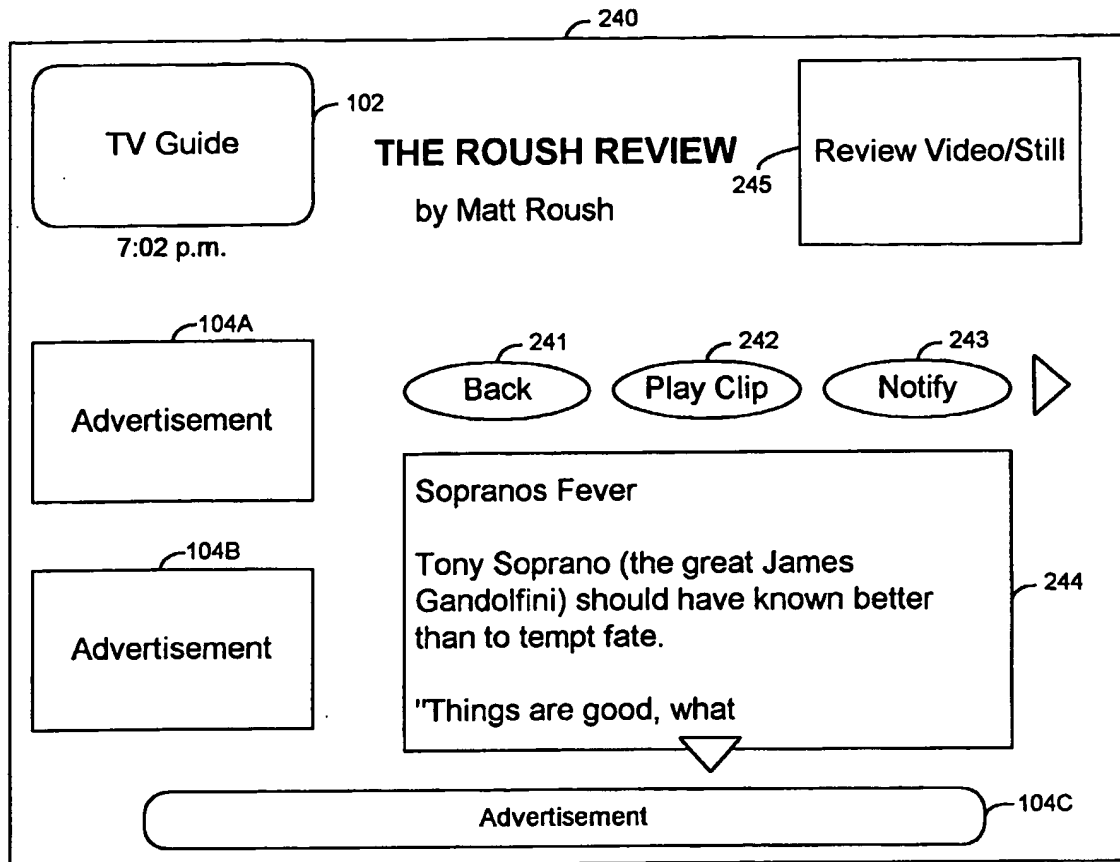 240
TV Guide
102
7:02 p.m.
THE ROUSH REVIEW
by Matt Roush
245
Review Video/Still
104A
Advertisement
104B
Advertisement
241
Back
242
Play Clip
243
Notify
Sopranos Fever
Tony Soprano (the great James
Gandolfini) should have known better
than to tempt fate.
"Things are good, what
244
Advertisement
104C